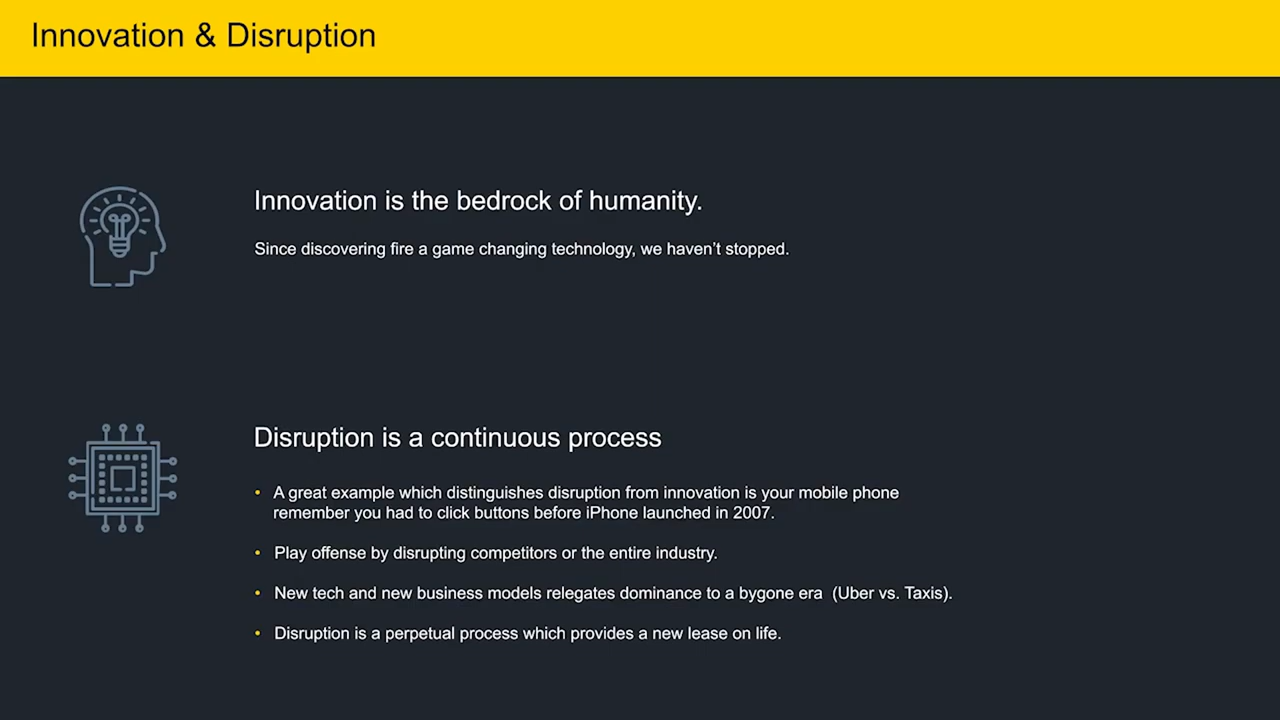 Innovation & Disruption
Innovation is the bedrock of humanity.
Since discovering fire a game changing technology, we haven’t stopped.
Disruption is a continuous process
• A great example which distinguishes disruption from innovation is your mobile phone
remember you had to click buttons before iPhone launched in 2007.
• Play offense by disrupting competitors or the entire industry.
• New tech and new business models relegates dominance to a bygone era (Uber vs. Taxis).
• Disruption is a perpetual process which provides a new lease on life.